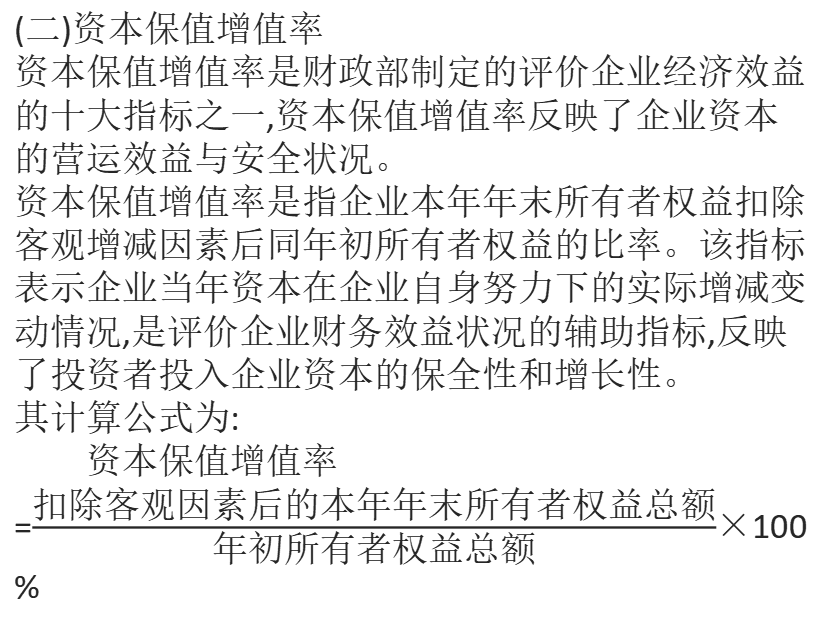 (二)资本保值增值率
资本保值增值率是财政部制定的评价企业经济效益
的十大指标之一,资本保值增值率反映了企业资本
的营运效益与安全状况。
资本保值增值率是指企业本年年末所有者权益扣除
客观增减因素后同年初所有者权益的比率。该指标
表示企业当年资本在企业自身努力下的实际增减变
动情况,是评价企业财务效益状况的辅助指标,反映
了投资者投入企业资本的保全性和增长性。
其计算公式为:
资本保值增值率
扣除客观因素后的本年年末所有者权益总额
=×100
年初所有者权益总额
%